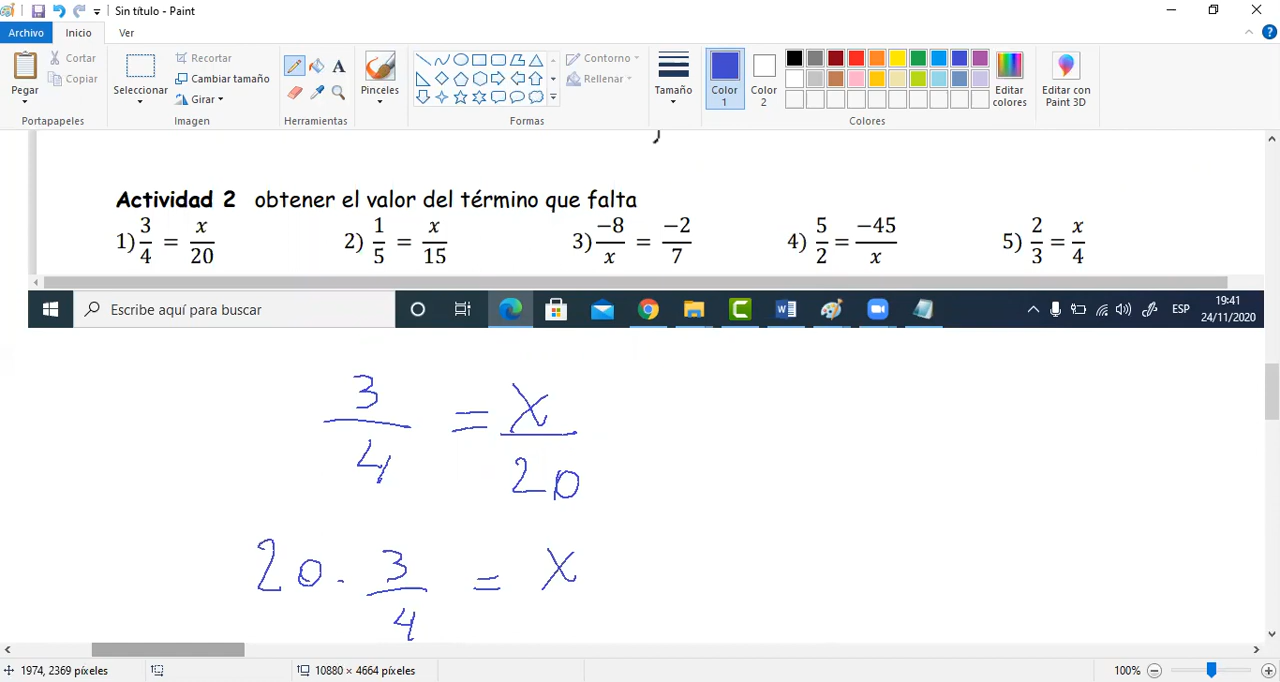 Sin título - Paint
Archivo Inicio Ver
Pegar Cortar Copiar Seleccionar Recortar Cambiar tamaño Girar Pinceles Contorno Rellenar Tamaño Color 1 Color 2 Editar colores Editar con Paint 3D
Portapapeles Imagen Herramientas Formas Colores
Actividad 2 obtener el valor del término que falta
1) 3/4 = x/20 2) 1/5 = x/15 3) −8/x = −2/7 4) 5/2 = −45/x 5) 2/3 = x/4
Escribe aquí para buscar ESP 19:41
24/11/2020
3/4 = x/20
20 . 3/4 = x
1974, 2369 píxeles 10880 × 4664 píxeles 100%